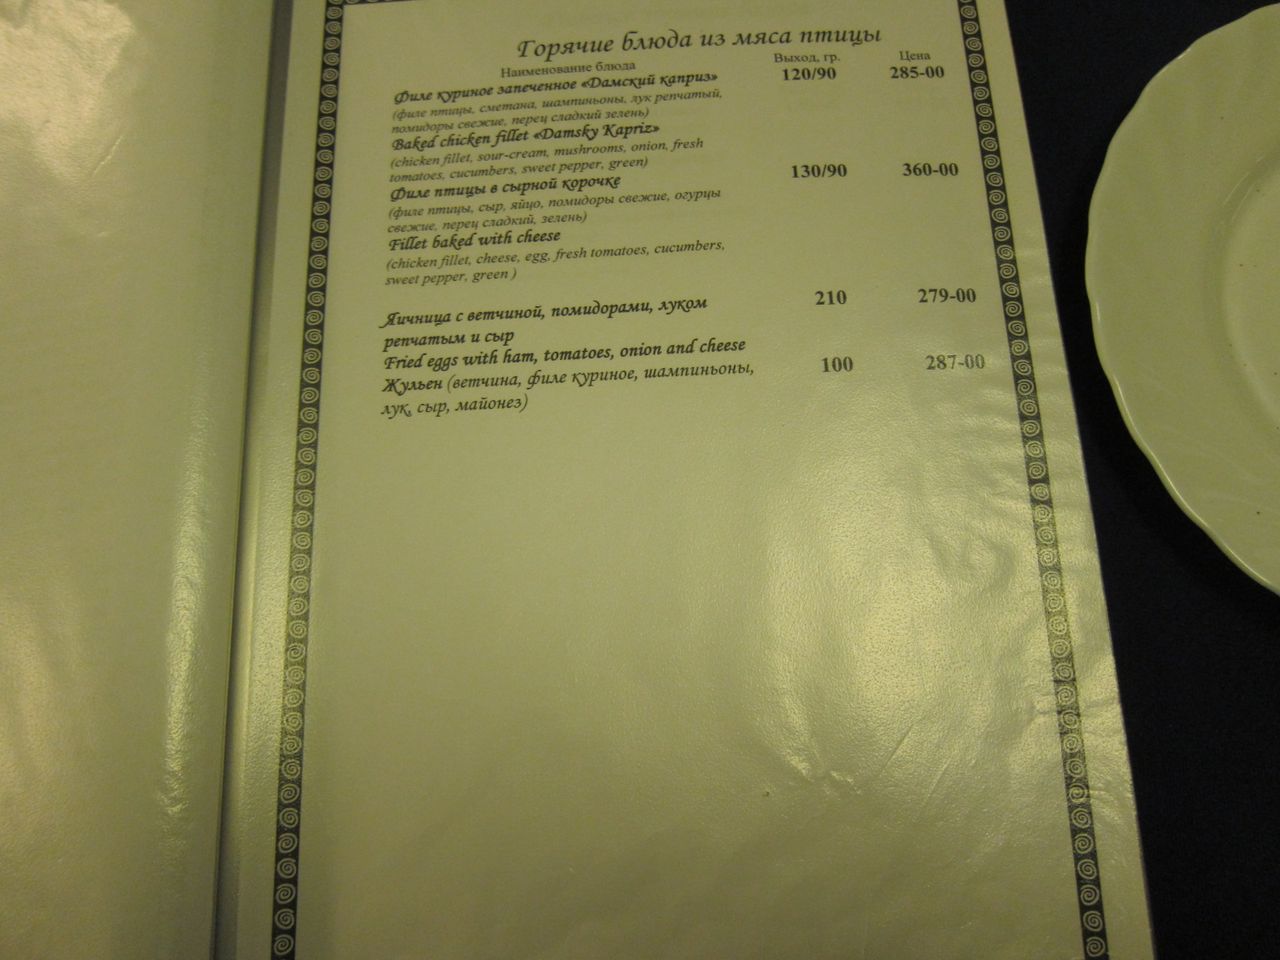 Горячие блюда из мяса птицы
Наименование блюда Выход, гр. Цена
Филе куриное запеченное «Дамский каприз» 120/90 285-00
(филе птицы, сметана, шампиньоны, лук репчатый,
помидоры свежие, перец сладкий зелень)
Baked chicken fillet «Damsky Kapriz»
(chicken fillet, sour-cream, mushrooms, onion, fresh
tomatoes, cucumbers, sweet pepper, green)
Филе птицы в сырной корочке 130/90 360-00
(филе птицы, сыр, яйцо, помидоры свежие, огурцы
свежие, перец сладкий, зелень)
Fillet baked with cheese
(chicken fillet, cheese, egg, fresh tomatoes, cucumbers,
sweet pepper, green )
Яичница с ветчиной, помидорами, луком 210 279-00
репчатым и сыр
Fried eggs with ham, tomatoes, onion and cheese
Жульен (ветчина, филе куриное, шампиньоны, 100 287-00
лук, сыр, майонез)